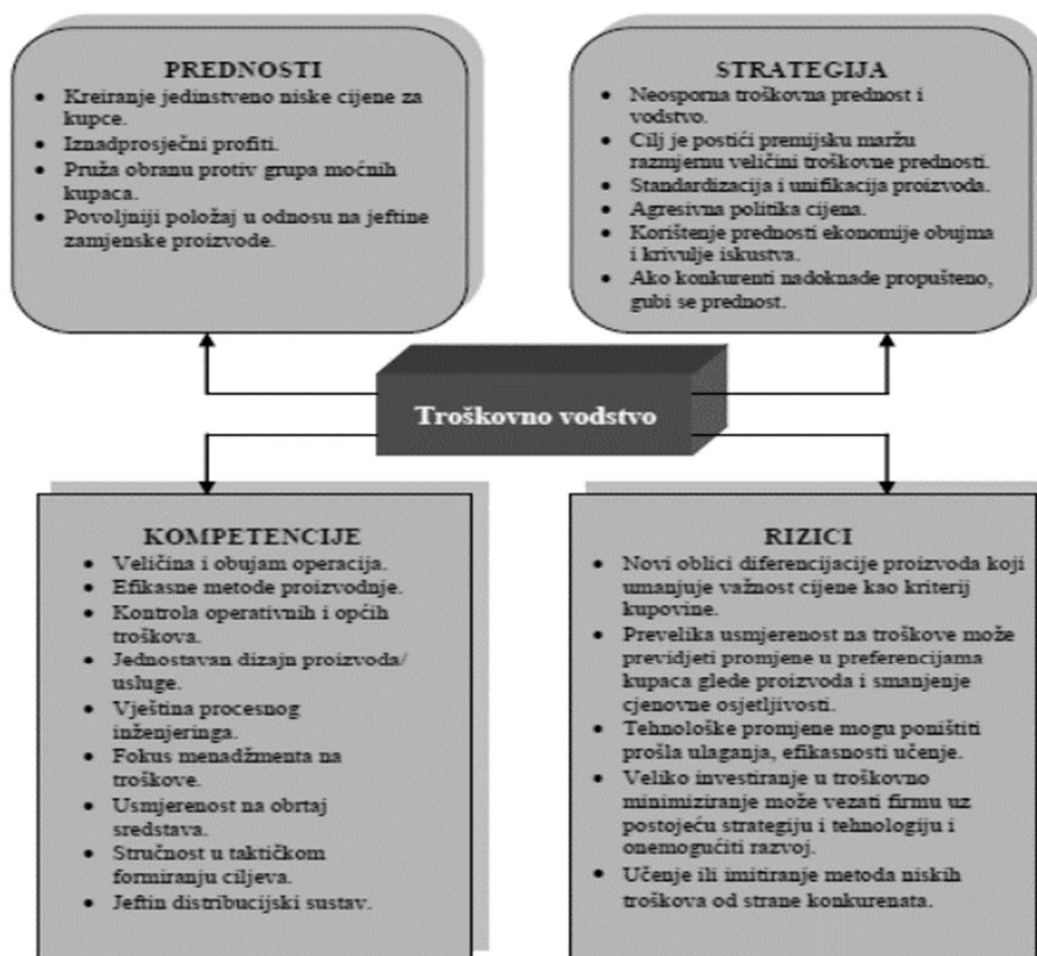 PREDNOSTI
• Kreiranje jedinstveno niske cijene za
kupce.
• Iznadprosječni profiti.
• Pruža obranu protiv grupa moćnih
kupaca.
• Povoljniji položaj u odnosu na jeftine
zamjenske proizvode.
STRATEGIJA
• Neosporna troškovna prednost i
vodstvo.
• Cilj je postići premijsku maržu
razmjernu veličini troškovne prednosti.
• Standardizacija i unifikacija proizvoda.
• Agresivna politika cijena.
• Korištenje prednosti ekonomije obujma
i krivulje iskustva.
• Ako konkurenti nadoknade propušteno,
gubi se prednost.
Troškovno vodstvo
KOMPETENCIJE
• Veličina i obujam operacija.
• Efikasne metode proizvodnje.
• Kontrola operativnih i općih
troškova.
• Jednostavan dizajn proizvoda/
usluge.
• Vještina procesnog
inženjeringa.
• Fokus menadžmenta na
troškove.
• Usmjerenost na obrtaj
sredstava.
• Stručnost u taktičkom
formiranju ciljeva.
• Jeftin distribucijski sustav.
RIZICI
• Novi oblici diferencijacije proizvoda koji
umanjuje važnost cijene kao kriterij
kupovine.
• Prevelika usmjerenost na troškove može
previdjeti promjene u preferencijama
kupaca glede proizvoda i smanjenje
cjenovne osjetljivosti.
• Tehnološke promjene mogu poništiti
prošla ulaganja, efikasnosti učenje.
• Veliko investiranje u troškovno
minimiziranje može vezati firmu uz
postojeću strategiju i tehnologiju i
onemogućiti razvoj.
• Učenje ili imitiranje metoda niskih
troškova od strane konkurenata.